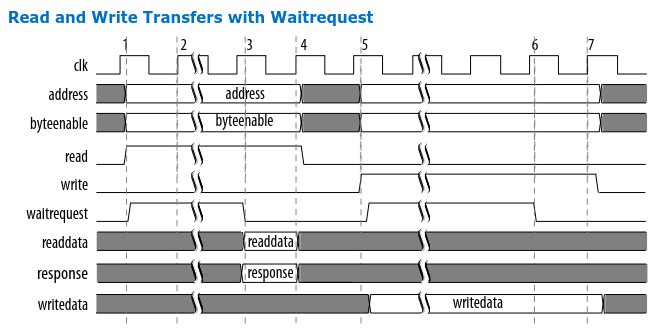 Read and Write Transfers with Waitrequest
1 2 3 4 5 6 7
clk
address address
byteenable byteenable
read
write
waitrequest
readdata readdata
response response
writedata writedata